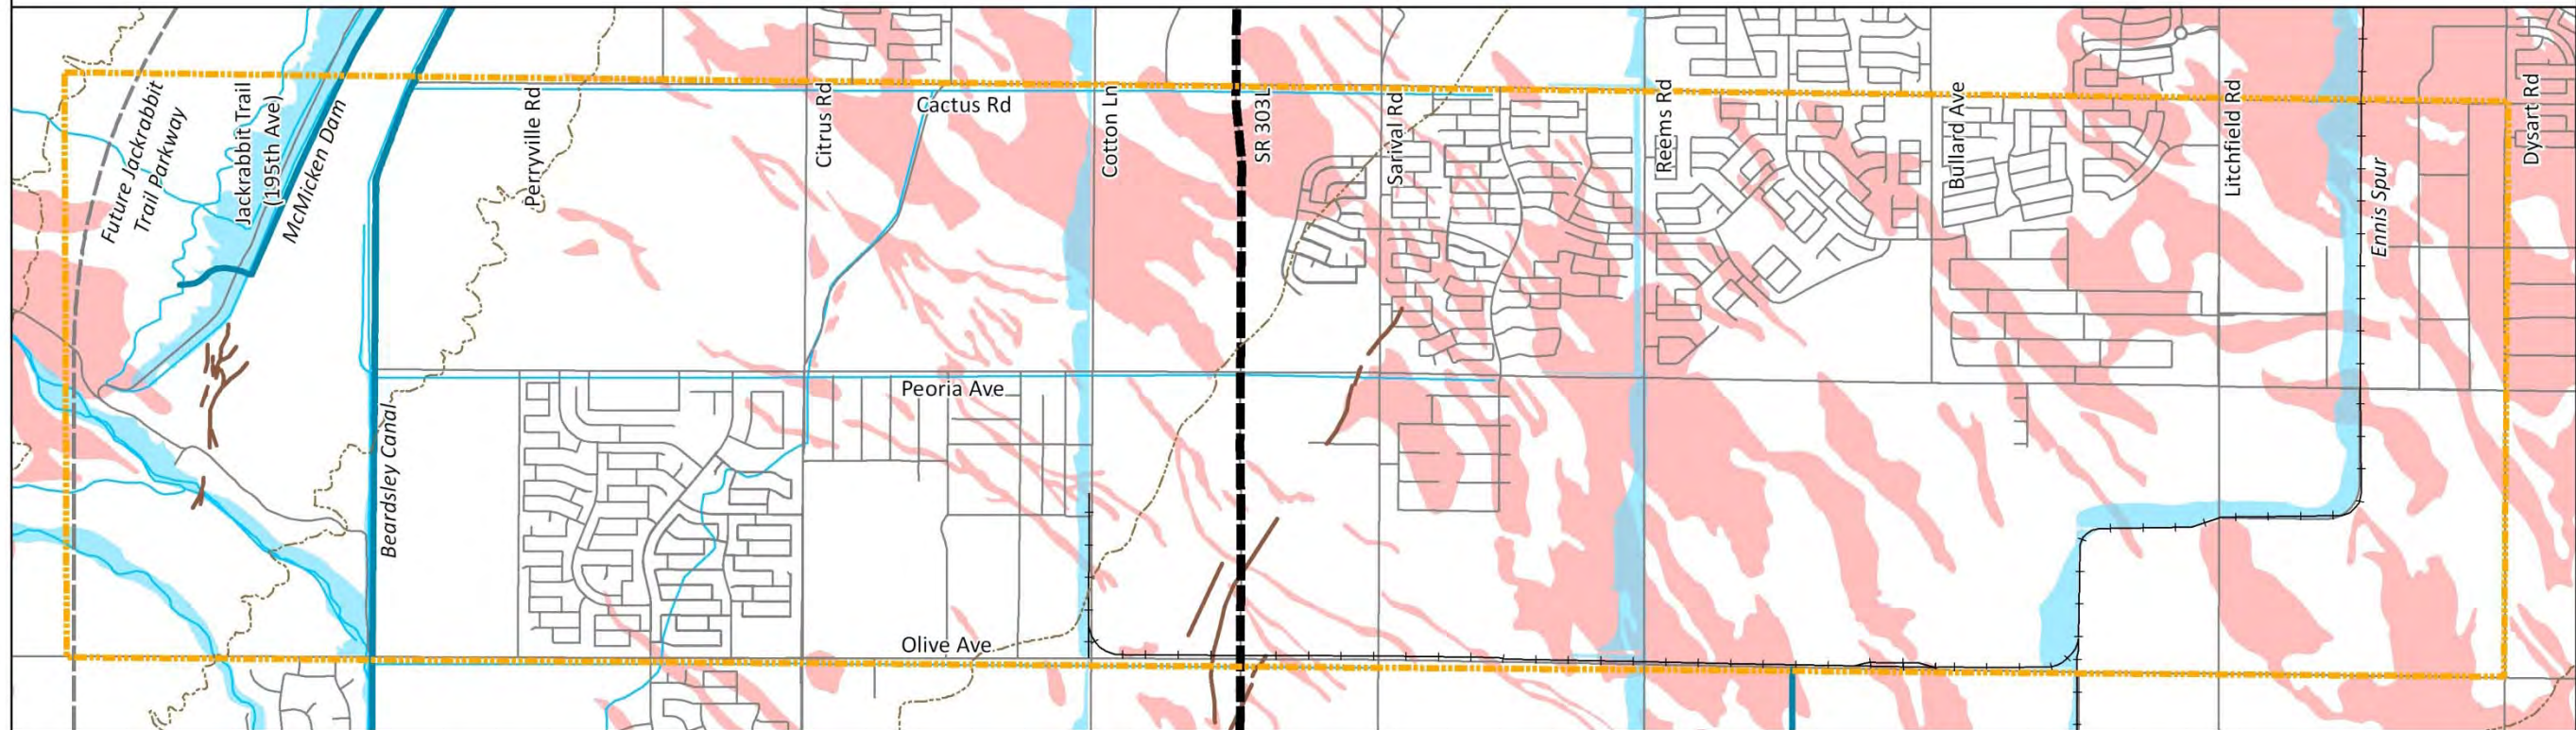 Future Jackrabbit
Trail Parkway
Jackrabbit Trail
(195th Ave)
McMicken Dam
Perryville Rd
Citrus Rd
Cactus Rd
Cotton Ln
SR 303L
Sarival Rd
Reems Rd
Bullard Ave
Litchfield Rd
Ennis Spur
Dysart Rd
Beardsley Canal
Peoria Ave
Olive Ave